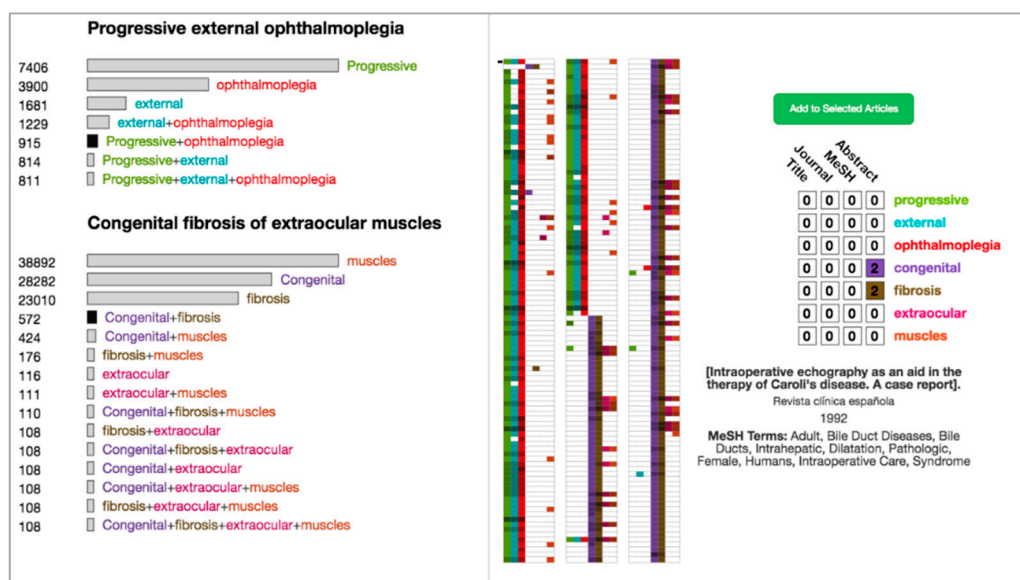 Progressive external ophthalmoplegia
7406 Progressive
3900 ophthalmoplegia
1681 external
1229 external+ophthalmoplegia
915 Progressive+ophthalmoplegia
814 Progressive+external
811 Progressive+external+ophthalmoplegia
Congenital fibrosis of extraocular muscles
38892 muscles
28282 Congenital
23010 fibrosis
572 Congenital+fibrosis
424 Congenital+muscles
176 fibrosis+muscles
116 extraocular
111 extraocular+muscles
110 Congenital+fibrosis+muscles
108 fibrosis+extraocular
108 Congenital+fibrosis+extraocular
108 Congenital+extraocular
108 Congenital+extraocular+muscles
108 fibrosis+extraocular+muscles
108 Congenital+fibrosis+extraocular+muscles
Add to Selected Articles
Title Journal MeSH Abstract
0 0 0 0 progressive
0 0 0 0 external
0 0 0 0 ophthalmoplegia
0 0 0 2 congenital
0 0 0 2 fibrosis
0 0 0 0 extraocular
0 0 0 0 muscles
[Intraoperative echography as an aid in the
therapy of Caroli's disease. A case report].
Revista clínica española
1992
MeSH Terms: Adult, Bile Duct Diseases, Bile
Ducts, Intrahepatic, Dilatation, Pathologic,
Female, Humans, Intraoperative Care, Syndrome